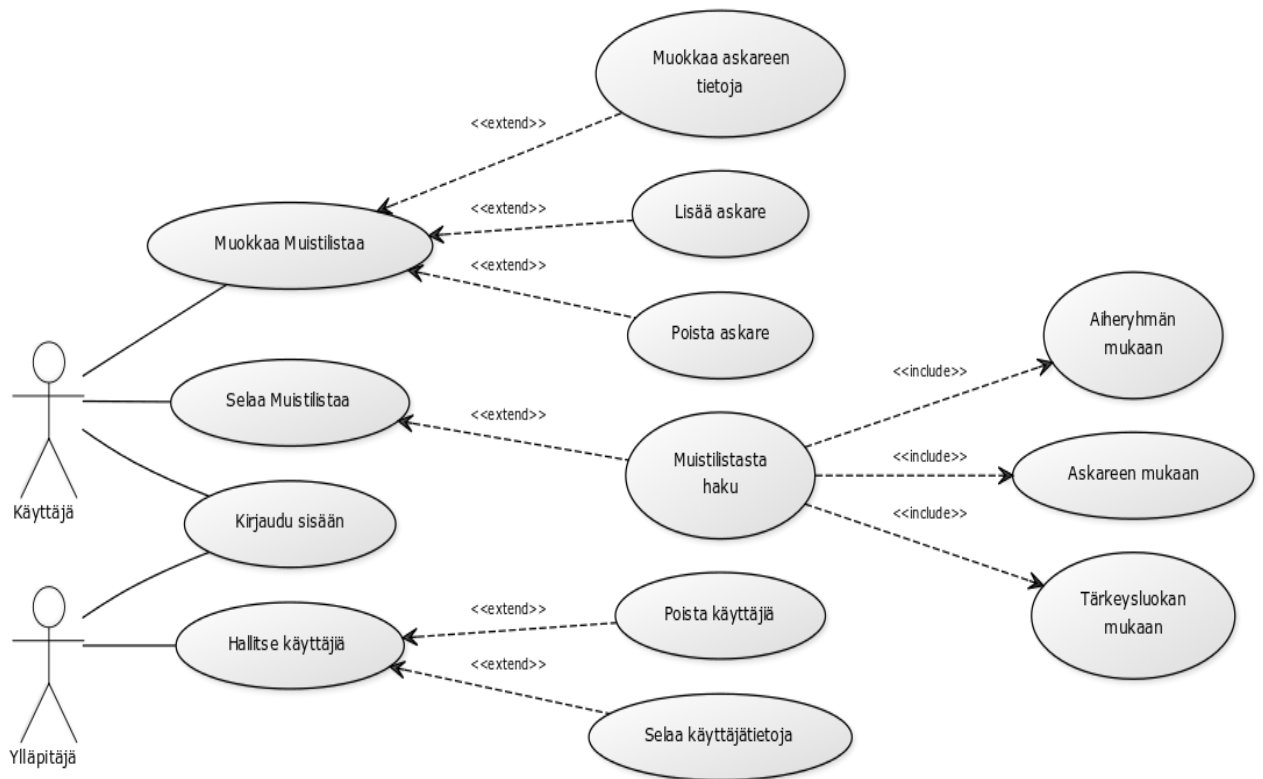 Muokkaa askareen
tietoja
<<extend>>
<<extend>>
Lisää askare
Muokkaa Muistilistaa
<<extend>>
Poista askare
Aiheryhmän
mukaan
<<include>>
Selaa Muistilistaa
<<extend>>
Muistilistasta
haku
<<include>>
Askareen mukaan
Käyttäjä
Kirjaudu sisään
<<include>>
Tärkeysluokan
mukaan
<<extend>>
Poista käyttäjiä
Hallitse käyttäjiä
<<extend>>
Selaa käyttäjätietoja
Ylläpitäjä